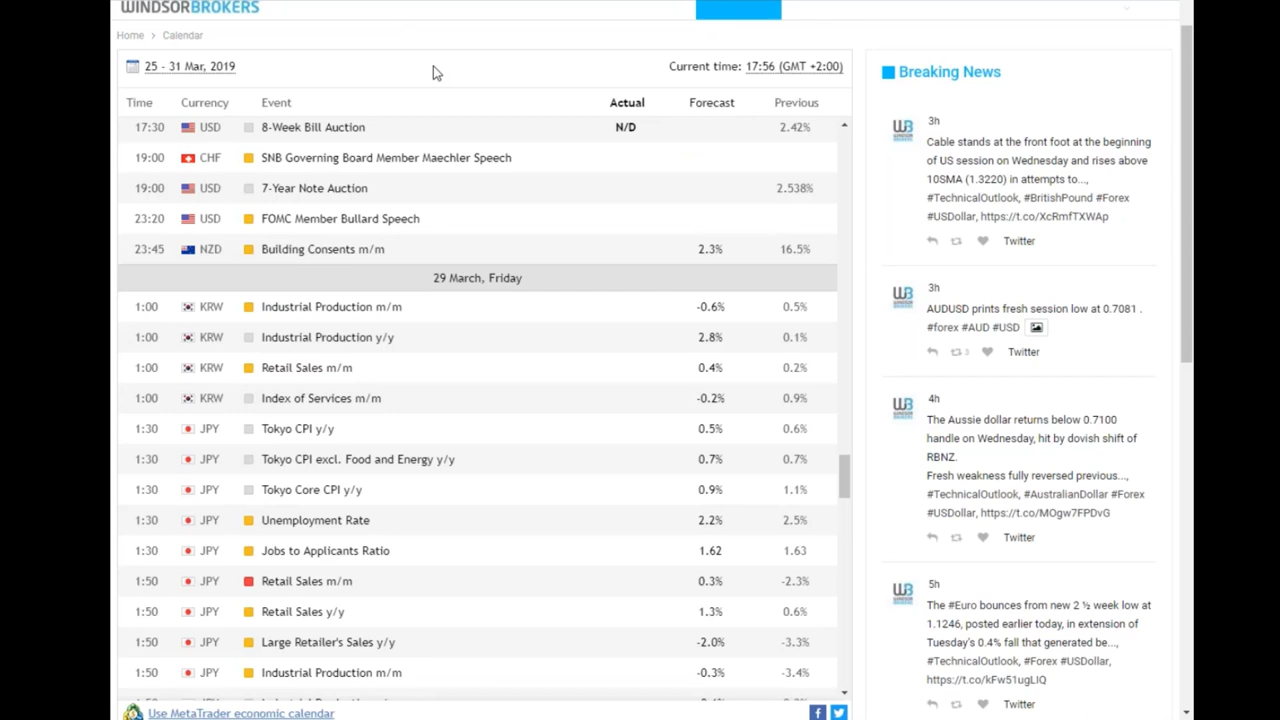 WINDSORBROKERS
Home > Calendar
25 - 31 Mar, 2019 Current time: 17:56 (GMT +2:00)
Time Currency Event Actual Forecast Previous
17:30 USD 8-Week Bill Auction N/D 2.42%
19:00 CHF SNB Governing Board Member Maechler Speech
19:00 USD 7-Year Note Auction 2.538%
23:20 USD FOMC Member Bullard Speech
23:45 NZD Building Consents m/m 2.3% 16.5%
29 March, Friday
1:00 KRW Industrial Production m/m -0.6% 0.5%
1:00 KRW Industrial Production y/y 2.8% 0.1%
1:00 KRW Retail Sales m/m 0.4% 0.2%
1:00 KRW Index of Services m/m -0.2% 0.9%
1:30 JPY Tokyo CPI y/y 0.5% 0.6%
1:30 JPY Tokyo CPI excl. Food and Energy y/y 0.7% 0.7%
1:30 JPY Tokyo Core CPI y/y 0.9% 1.1%
1:30 JPY Unemployment Rate 2.2% 2.5%
1:30 JPY Jobs to Applicants Ratio 1.62 1.63
1:50 JPY Retail Sales m/m 0.3% -2.3%
1:50 JPY Retail Sales y/y 1.3% 0.6%
1:50 JPY Large Retailer's Sales y/y -2.0% -3.3%
1:50 JPY Industrial Production m/m -0.3% -3.4%
Use MetaTrader economic calendar
Breaking News
3h
Cable stands at the front foot at the beginning
of US session on Wednesday and rises above
10SMA (1.3220) in attempts to...,
#TechnicalOutlook, #BritishPound #Forex
#USDollar, https://t.co/XcRmfTXWAp
Twitter
3h
AUDUSD prints fresh session low at 0.7081 .
#forex #AUD #USD
3 Twitter
4h
The Aussie dollar returns below 0.7100
handle on Wednesday, hit by dovish shift of
RBNZ.
Fresh weakness fully reversed previous...,
#TechnicalOutlook, #AustralianDollar #Forex
#USDollar, https://t.co/MOgw7FPDvG
Twitter
5h
The #Euro bounces from new 2 ½ week low at
1.1246, posted earlier today, in extension of
Tuesday's 0.4% fall that generated be...,
#TechnicalOutlook, #Forex #USDollar,
https://t.co/kFw51ugLIQ
Twitter